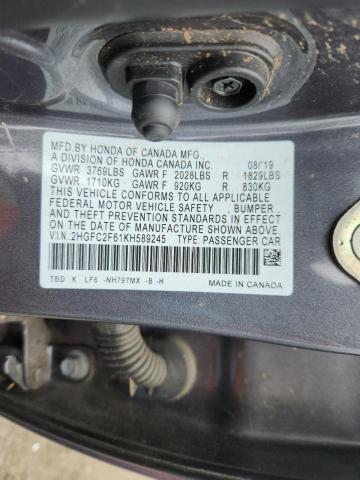 MFD.BY HONDA OF CANADA MFG.,
A DIVISION OF HONDA CANADA INC. 08/'19
GVWR 3769LBS GAWR F 2028LBS R 1829LBS
GVWR 1710KG GAWR F 920KG R 830KG
THIS VEHICLE CONFORMS TO ALL APPLICABLE
FEDERAL MOTOR VEHICLE SAFETY, BUMPER
AND THEFT PREVENTION STANDARDS IN EFFECT
ON THE DATE OF MANUFACTURE SHOWN ABOVE.
V.I.N.:2HGFC2F61KH589245 TYPE: PASSENGER CAR
TBD K LF6 -NH797MX -B -H MADE IN CANADA